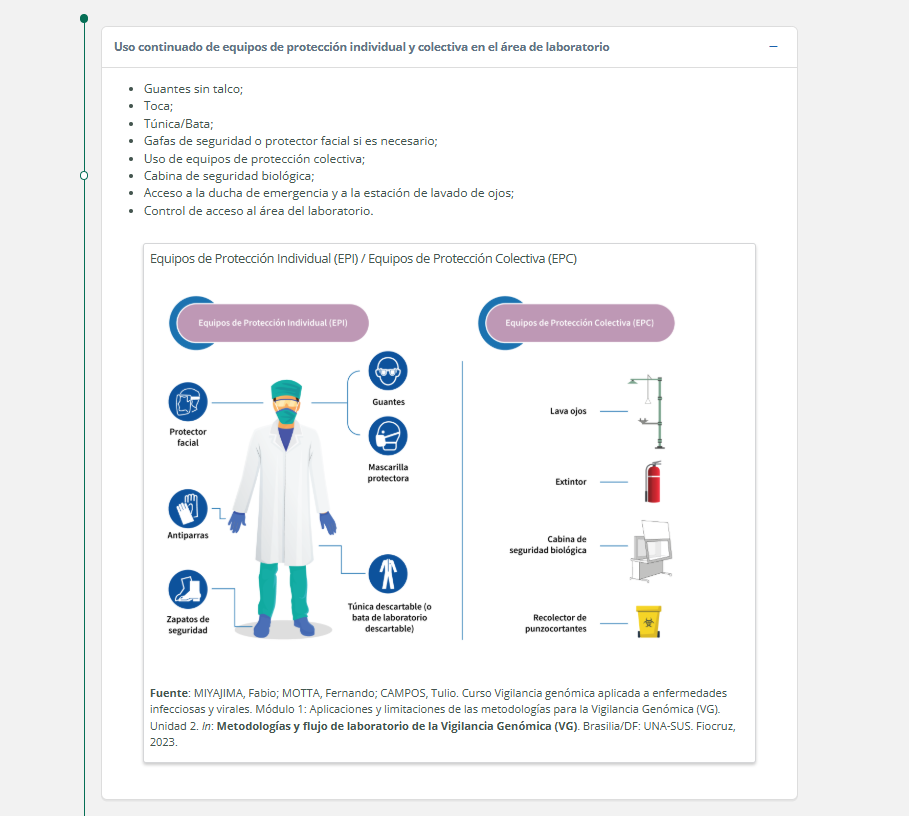 Uso continuado de equipos de protección individual y colectiva en el área de laboratorio
Guantes sin talco;
Toca;
Túnica/Bata;
Gafas de seguridad o protector facial si es necesario;
Uso de equipos de protección colectiva;
Cabina de seguridad biológica;
Acceso a la ducha de emergencia y a la estación de lavado de ojos;
Control de acceso al área del laboratorio.
Equipos de Protección Individual (EPI) / Equipos de Protección Colectiva (EPC)
Equipos de Protección Individual (EPI)
Protector
facial
Guantes
Mascarilla
protectora
Antiparras
Túnica descartable (o
bata de laboratorio
descartable)
Zapatos de
seguridad
Equipos de Protección Colectiva (EPC)
Lava ojos
Extintor
Cabina de
seguridad biológica
Recolector de
punzocortantes
Fuente: MIYAJIMA, Fabio; MOTTA, Fernando; CAMPOS, Tulio. Curso Vigilancia genómica aplicada a enfermedades
infecciosas y virales. Módulo 1: Aplicaciones y limitaciones de las metodologías para la Vigilancia Genómica (VG).
Unidad 2. In: Metodologías y flujo de laboratorio de la Vigilancia Genómica (VG). Brasilia/DF: UNA-SUS. Fiocruz,
2023.